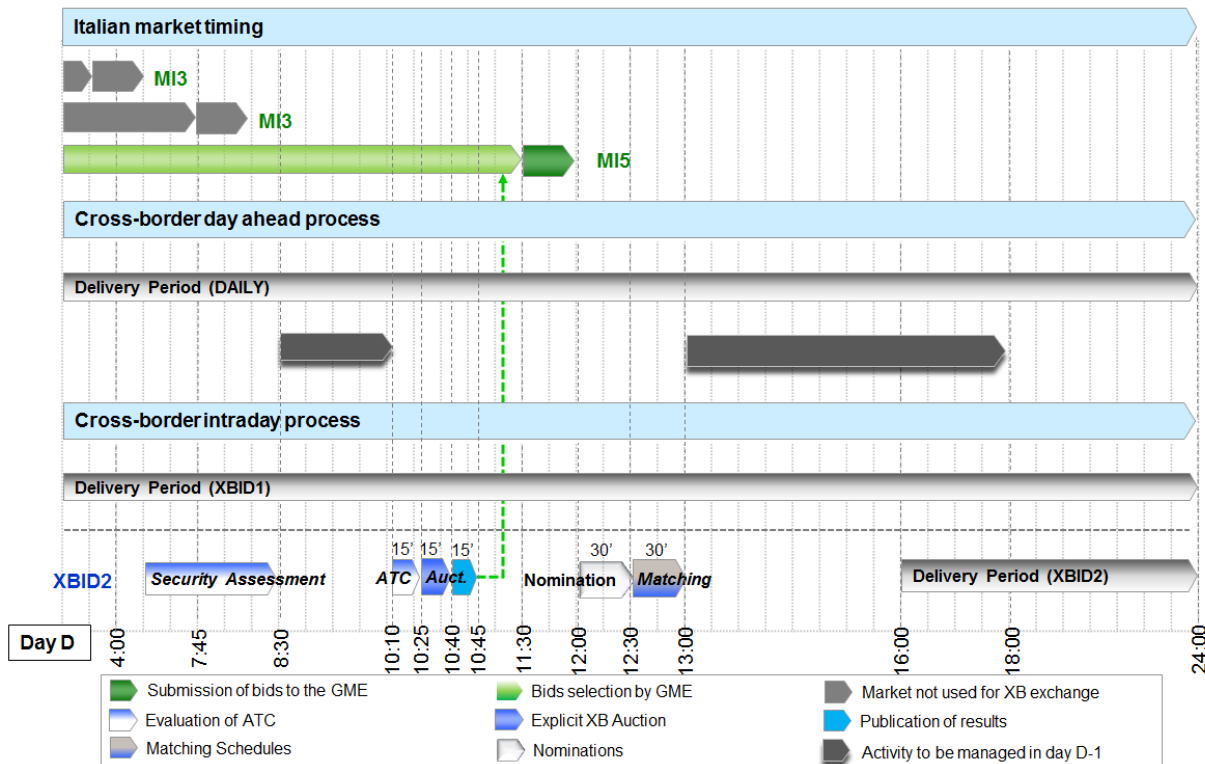 Italian market timing
MI3
MI3
MI5
Cross-border day ahead process
Delivery Period (DAILY)
Cross-border intraday process
Delivery Period (XBID1)
15’ 15’ 15’ 30’ 30’
XBID2 Security Assessment ATC Auct. Nomination Matching Delivery Period (XBID2)
Day D 4:00 7:45 8:30 10:10 10:25 10:40 10:45 11:30 12:00 12:30 13:00 16:00 18:00 24:00
Submission of bids to the GME Bids selection by GME Market not used for XB exchange
Evaluation of ATC Explicit XB Auction Publication of results
Matching Schedules Nominations Activity to be managed in day D-1